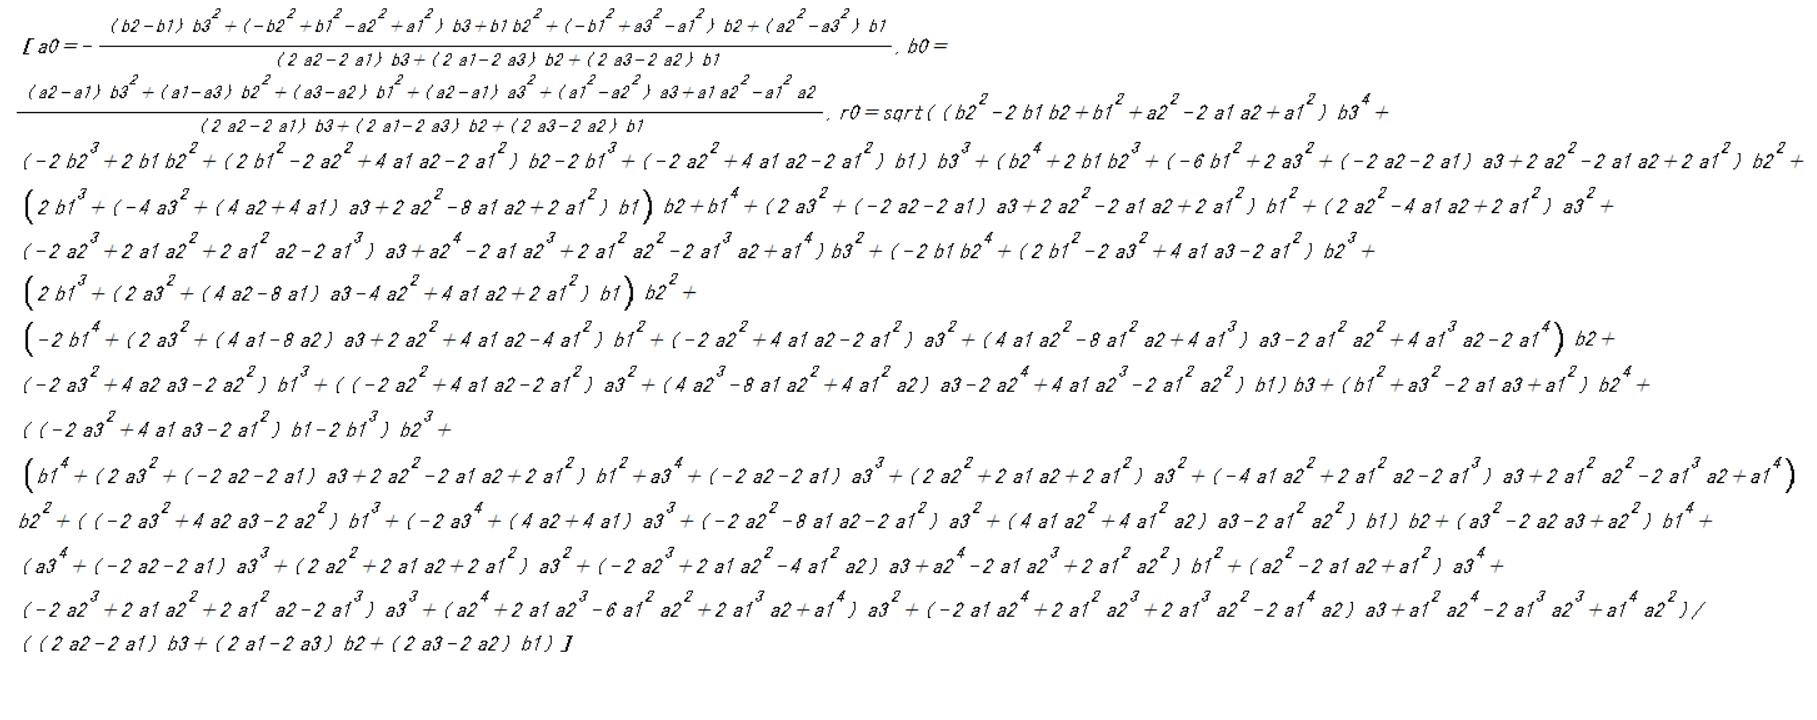 [a0=-((b2-b1) b3^2+(-b2^2+b1^2-a2^2+a1^2) b3+b1 b2^2+(-b1^2+a3^2-a1^2) b2+(a2^2-a3^2) b1)/((2 a2-2 a1) b3+(2 a1-2 a3) b2+(2 a3-2 a2) b1), b0=
((a2-a1) b3^2+(a1-a3) b2^2+(a3-a2) b1^2+(a2-a1) a3^2+(a1^2-a2^2) a3+a1 a2^2-a1^2 a2)/((2 a2-2 a1) b3+(2 a1-2 a3) b2+(2 a3-2 a2) b1), r0=sqrt((b2^2-2 b1 b2+b1^2+a2^2-2 a1 a2+a1^2) b3^4+
(-2 b2^3+2 b1 b2^2+(2 b1^2-2 a2^2+4 a1 a2-2 a1^2) b2-2 b1^3+(-2 a2^2+4 a1 a2-2 a1^2) b1) b3^3+(b2^4+2 b1 b2^3+(-6 b1^2+2 a3^2+(-2 a2-2 a1) a3+2 a2^2-2 a1 a2+2 a1^2) b2^2+
(2 b1^3+(-4 a3^2+(4 a2+4 a1) a3+2 a2^2-8 a1 a2+2 a1^2) b1) b2+b1^4+(2 a3^2+(-2 a2-2 a1) a3+2 a2^2-2 a1 a2+2 a1^2) b1^2+(2 a2^2-4 a1 a2+2 a1^2) a3^2+
(-2 a2^3+2 a1 a2^2+2 a1^2 a2-2 a1^3) a3+a2^4-2 a1 a2^3+2 a1^2 a2^2-2 a1^3 a2+a1^4) b3^2+(-2 b1 b2^4+(2 b1^2-2 a3^2+4 a1 a3-2 a1^2) b2^3+
(2 b1^3+(2 a3^2+(4 a2-8 a1) a3-4 a2^2+4 a1 a2+2 a1^2) b1) b2^2+
(-2 b1^4+(2 a3^2+(4 a1-8 a2) a3+2 a2^2+4 a1 a2-4 a1^2) b1^2+(-2 a2^2+4 a1 a2-2 a1^2) a3^2+(4 a1 a2^2-8 a1^2 a2+4 a1^3) a3-2 a1^2 a2^2+4 a1^3 a2-2 a1^4) b2+
(-2 a3^2+4 a2 a3-2 a2^2) b1^3+((-2 a2^2+4 a1 a2-2 a1^2) a3^2+(4 a2^3-8 a1 a2^2+4 a1^2 a2) a3-2 a2^4+4 a1 a2^3-2 a1^2 a2^2) b1) b3+(b1^2+a3^2-2 a1 a3+a1^2) b2^4+
((-2 a3^2+4 a1 a3-2 a1^2) b1-2 b1^3) b2^3+
(b1^4+(2 a3^2+(-2 a2-2 a1) a3+2 a2^2-2 a1 a2+2 a1^2) b1^2+a3^4+(-2 a2-2 a1) a3^3+(2 a2^2+2 a1 a2+2 a1^2) a3^2+(-4 a1 a2^2+2 a1^2 a2-2 a1^3) a3+2 a1^2 a2^2-2 a1^3 a2+a1^4)
b2^2+((-2 a3^2+4 a2 a3-2 a2^2) b1^3+(-2 a3^4+(4 a2+4 a1) a3^3+(-2 a2^2-8 a1 a2-2 a1^2) a3^2+(4 a1 a2^2+4 a1^2 a2) a3-2 a1^2 a2^2) b1) b2+(a3^2-2 a2 a3+a2^2) b1^4+
(a3^4+(-2 a2-2 a1) a3^3+(2 a2^2+2 a1 a2+2 a1^2) a3^2+(-2 a2^3+2 a1 a2^2-4 a1^2 a2) a3+a2^4-2 a1 a2^3+2 a1^2 a2^2) b1^2+(a2^2-2 a1 a2+a1^2) a3^4+
(-2 a2^3+2 a1 a2^2+2 a1^2 a2-2 a1^3) a3^3+(a2^4+2 a1 a2^3-6 a1^2 a2^2+2 a1^3 a2+a1^4) a3^2+(-2 a1 a2^4+2 a1^2 a2^3+2 a1^3 a2^2-2 a1^4 a2) a3+a1^2 a2^4-2 a1^3 a2^3+a1^4 a2^2)/
((2 a2-2 a1) b3+(2 a1-2 a3) b2+(2 a3-2 a2) b1)]